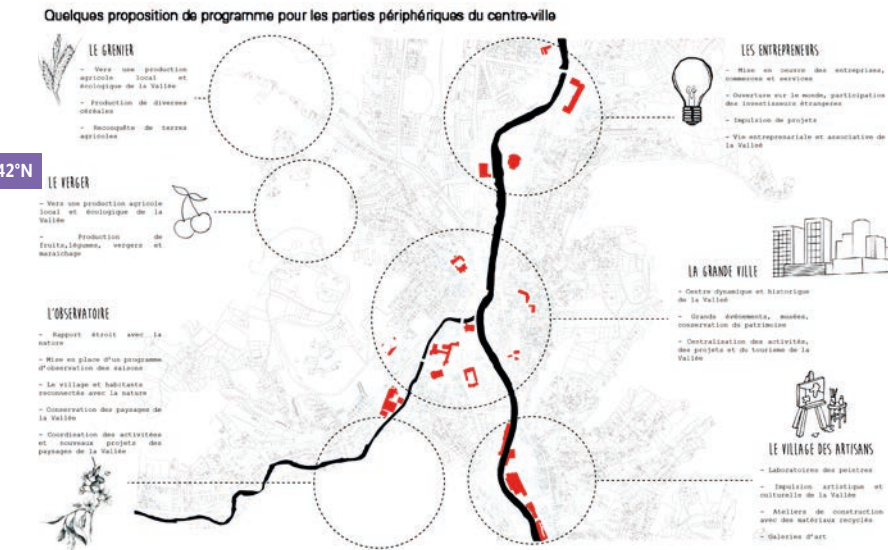 Quelques proposition de programme pour les parties périphériques du centre-ville
LE GRENIER
- Vers une production
agricole local et
écologique de la Vallée
- Production de diverses
céréales
- Reconquête de terres
agricoles
42°N
LE VERGER
- Vers une production agricole
local et écologique de la
Vallée
- Production de
fruits,légumes, vergers et
maraichage
L'OBSERVATOIRE
- Rapport étroit avec la
nature
- Mise en place d'un programme
d'observation des saisons
- Le village et habitants
reconnectés avec la nature
- Conservation des paysages de
la Vallée
- Coordination des activitées
et nouveaux projets des
paysages de la Vallée
LES ENTREPRENEURS
- Mise en oeuvre des entreprises,
commerces et services
- Ouverture sur le monde, participation
des investisseurs étrangeres
- Impulsion de projets
- Vie entreprenariale et associative de
la Valleé
LA GRANDE VILLE
- Centre dynamique et historique
de la Valleé
- Grands événements, musées,
conservation du patrimoine
- Centralisation des activités,
des projets et du tourisme de la
Vallée
LE VILLAGE DES ARTISANS
- Laboratoires des peintres
- Impulsion artistique et
culturelle de la Vallée
- Ateliers de construction
avec des matériaux recyclés
- Galeries d'art